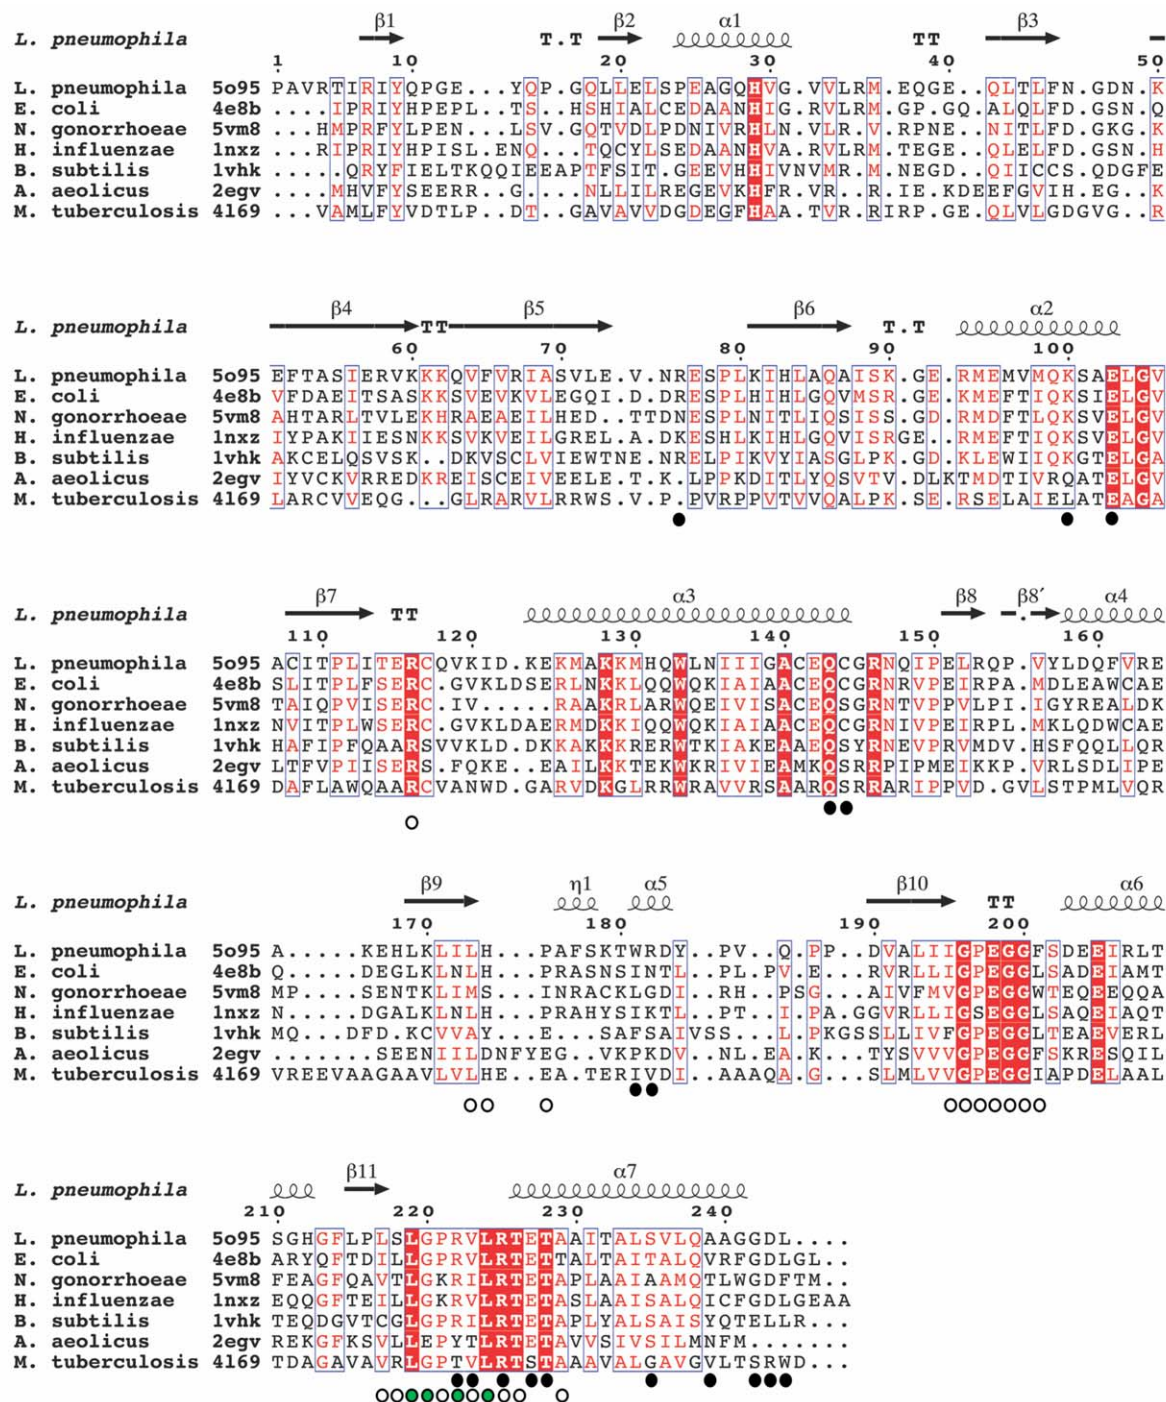 β1 β2 α1 β3
L. pneumophila T.T TT
1 10 20 30 40 50
L. pneumophila 5o95 PAVRTIRIYQPGE...YQP.GQLLELSPEAGQHVG.VVLRM.EQGE..QLTLFN.GDN.K
E. coli 4e8b ....IPRIYHPEPL.TS..HSHIALCEDAANHIG.RVLRM.GP.GQ.ALQLFD.GSN.Q
N. gonorrhoeae 5vm8 ...HMPRFYLPEN...LSV.GQTVDLPDNIVRHLN.VLR.V.RPNE..NITLFD.GKG.K
H. influenzae 1nxz ...RIPRIYHPISL.ENQ...TQCYLSEDAANHVA.RVLRM.TEGE..QLELFD.GSN.H
B. subtilis 1vhk .....QRYFIELTKQQIEEAPTFSIT.GEEVHHIVNVMR.M.NEGD..QIICCS.QDGFE
A. aeolicus 2egv ....MHVFYSEERR..G...NLLILREGEVKHFR.VR..R.IE.KDEEFGVIH.EG..K
M. tuberculosis 4l69 ...VAMLFYVDTLP..DT..GAVAVVDGDEGFHAA.TVR.RIRP.GE.QLVLGDGVG..R
β4 β5 β6 α2
L. pneumophila TT T.T
60 70 80 90 100
L. pneumophila 5o95 EFTASIERVKKKQVFVRIASVLE.V.NRESPLKIHLAQAISK.GE.RMEMVMQKSAELGV
E. coli 4e8b VFDAEITSASKKSVEVKVLEGQI.D.DRESPLHIHLGQVMSR.GE.KMEFTIQKSIELGV
N. gonorrhoeae 5vm8 AHTARLTVLEKHRAEAEILHED.TTDNESPLNITLIQSISS.GD.RMDFTLQKSVELGV
H. influenzae 1nxz IYPAKIIESNKKSVKVEILGREL.A.DKESHLKIHLGQVISRGE..RMEFTIQKSVELGV
B. subtilis 1vhk AKCELQSVSK..DKVSCLVIEWTNE.NRELPIKVYIASGLPK.GD.KLEWIIQKGTELGA
A. aeolicus 2egv IYVCKVRREDKREISCEIVEELE.T.K.LPPKDITLYQSVTV.DLKTMDTIVRQATELGV
M. tuberculosis 4l69 LARCVVEQG..GLRARVLRRWS.V.P.PVRPPVTVVQALPK.SE.RSELAIELATEAGA
β7 α3 β8 β8′ α4
L. pneumophila TT
110 120 130 140 150 160
L. pneumophila 5o95 ACITPLITERCQVKID.KEKMAKKMHQWLNIIIGACEQCGRNQIPELRQP.VYLDQFVRE
E. coli 4e8b SLITPLFSERC.GVKLDSERLNKKLQQWQKIAIAACEQCGRNRVPEIRPA.MDLEAWCAE
N. gonorrhoeae 5vm8 TAIQPVISERC.IV.....RAAKRLARWQEIVISACEQSGRNTVPPVLPI.IGYREALDK
H. influenzae 1nxz NVITPLWSERC.GVKLDAERMDKKIQQWQKIAIAACEQCGRNIVPEIRPL.MKLQDWCAE
B. subtilis 1vhk HAFIPFQAARSVVKLD.DKKAKKKRERWTKIAKEAAEQSYRNEVPRVMDV.HSFQQLLQR
A. aeolicus 2egv LTFVPIISERS.FQKE..EAILKKTEKWKRIVIEAMKQSRRPIPMEIKKP.VRLSDLIPE
M. tuberculosis 4l69 DAFLAWQAARCVANWD.GARVDKGLRRWRAVVRSAARQSRRARIPPVD.GVLSTPMLVQR
β9 η1 α5 β10 α6
L. pneumophila TT
170 180 190 200
L. pneumophila 5o95 A.....KEHLKLILH...PAFSKTWRDY..PV..Q.PP..DVALIIGPEGGFSDEEIRLT
E. coli 4e8b Q.....DEGLKLNLH...PRASNSINTL..PL.PV.E...RVRLLIGPEGGLSADEIAMT
N. gonorrhoeae 5vm8 MP.....SENTKLIMS...INRACKLGDI..RH..PSG...AIVFMVGPEGGWTEQEEQQA
H. influenzae 1nxz N.....DGALKLNLH...PRAHYSIKTL..PT..I.PA.GGVRLLIGSEGGLSAQEIAQT
B. subtilis 1vhk MQ..DFD.KCVVAY...E...SAFSAIVSS..L.PKGSSLLIVFGPEGGLTEAEVERL
A. aeolicus 2egv .......SEENIILDNFYEG..VKPKDV..NL.EA.K...TYSVVVGPEGGFSKRESQIL
M. tuberculosis 4l69 VREEVAAGAAVLVLHE..EA.TERIVDI..AAAQA.G...SLMLVVGPEGGIAPDELAAL
β11 α7
L. pneumophila
210 220 230 240
L. pneumophila 5o95 SGHGFLPLSLGPRVLRTETAAITALSVLQAAGGDL....
E. coli 4e8b ARYQFTDILLGPRVLRTETTALTAITALQVRFGDLGL..
N. gonorrhoeae 5vm8 FEAGFQAVTLGKRILRTETAPLAAIAAMQTLWGDFTM..
H. influenzae 1nxz EQQGFTEILLGKRVLRTETASLAAISALQICFGDLGEAA
B. subtilis 1vhk TEQDGVTCGLGPRILRTETAPLYALSAISYQTELLR...
A. aeolicus 2egv REKGFKSVLLEPYTLRTETAVVSIVSILMNFM.......
M. tuberculosis 4l69 TDAGAVAVRLGPTVLRTSTAAAVALGAVGVLTSRWD...